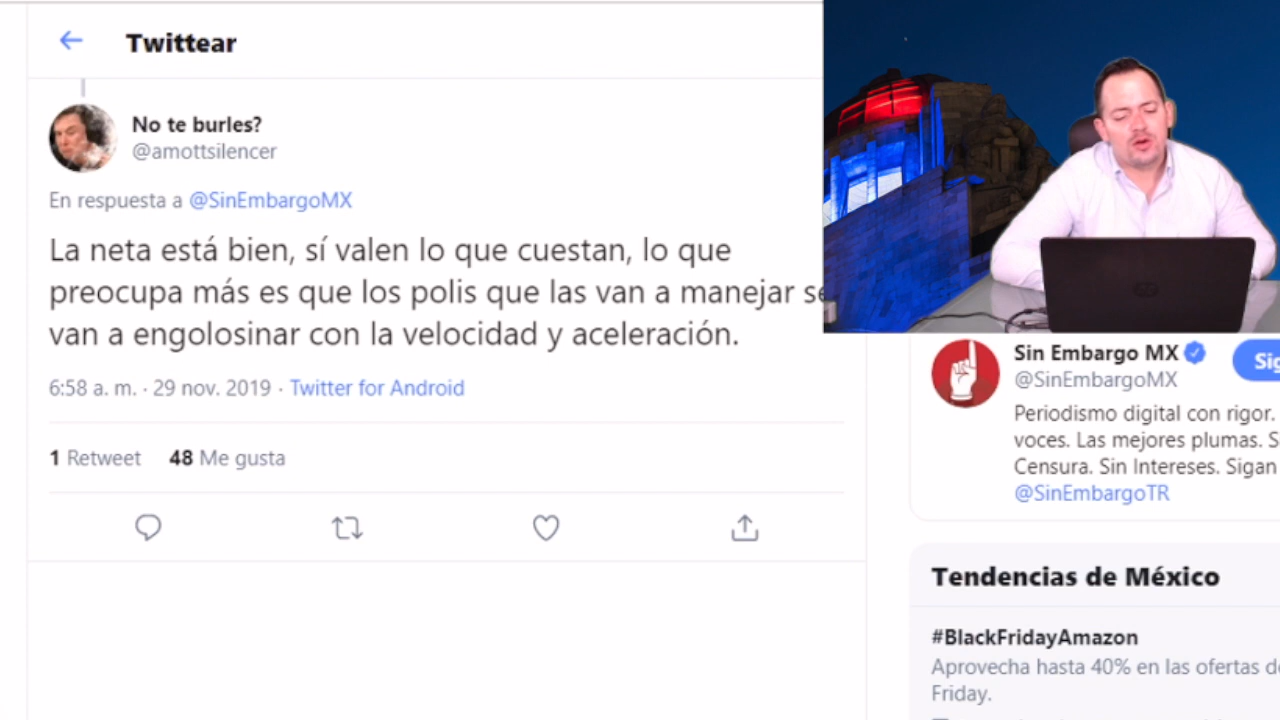 Twittear
No te burles?
@amottsilencer
En respuesta a @SinEmbargoMX
La neta está bien, sí valen lo que cuestan, lo que
preocupa más es que los polis que las van a manejar se
van a engolosinar con la velocidad y aceleración.
6:58 a. m. · 29 nov. 2019 · Twitter for Android
1 Retweet 48 Me gusta
Sin Embargo MX
@SinEmbargoMX
Sig
Periodismo digital con rigor.
voces. Las mejores plumas. S
Censura. Sin Intereses. Sigan
@SinEmbargoTR
Tendencias de México
#BlackFridayAmazon
Aprovecha hasta 40% en las ofertas de
Friday.